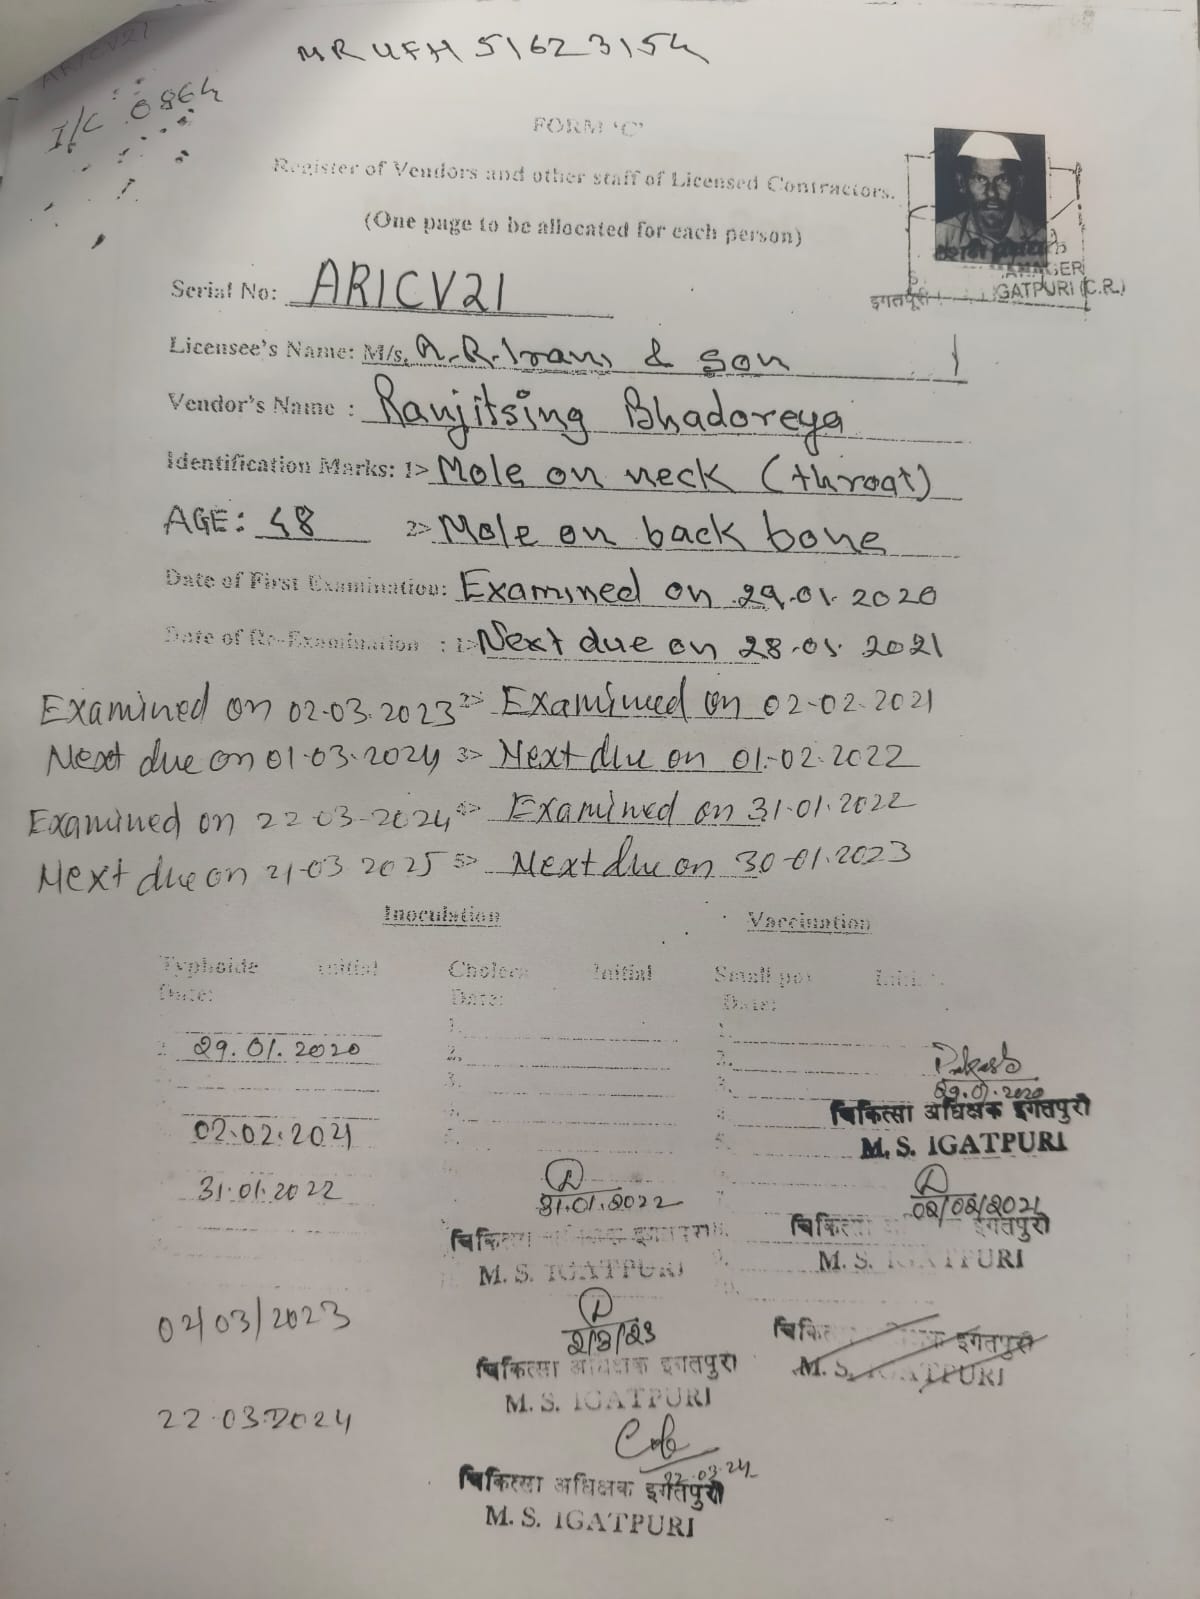 ARICV21
MRUFH51623154
I/C 0864
FORM 'C'
Register of Vendors and other staff of Licensed Contractors.
(One page to be allocated for each person)
MANAGER
इगतपूरी IGATPURI (C.R.)
Serial No: ARICV21
Licensee's Name: M/s. A.R. Irani & Son
Vendor's Name : Ranjitsing Bhadoreya
Identification Marks: 1> Mole on neck (throat)
AGE: 48 2> Mole on back bone
Date of First Examination: Examined on 29.01.2020
Date of Re-Examination : 1> Next due on 28.01.2021
Examined on 02.03.2023 2> Examined on 02-02-2021
Next due on 01-03-2024 3> Next due on 01-02-2022
Examined on 22-03-2024 4> Examined on 31.01.2022
Next due on 21-03 2025 5> Next due on 30-01.2023
Inoculation Vaccination
Typhoide Initial Cholera Initial Small pox Initial
Date: Date: Date:
1. 1.
29.01.2020 2. 2.
3. 3.
29.01.2020
4. 4. चिकित्सा अधिक्षक इगतपुरी
02.02.2021 5. 5. M. S. IGATPURI
31.01.2022
31.01.2022 02/02/2021
चिकित्सा अधिक्षक इगतपुरी चिकित्सा अधिक्षक इगतपुरी
M. S. IGATPURI M. S. IGATPURI
02/03/2023
2/3/23 चिकित्सा अधिक्षक इगतपुरी
चिकित्सा अधिक्षक इगतपुरी M. S. IGATPURI
M. S. IGATPURI
22.03.2024
22.03.24
चिकित्सा अधिक्षक इगतपुरी
M. S. IGATPURI